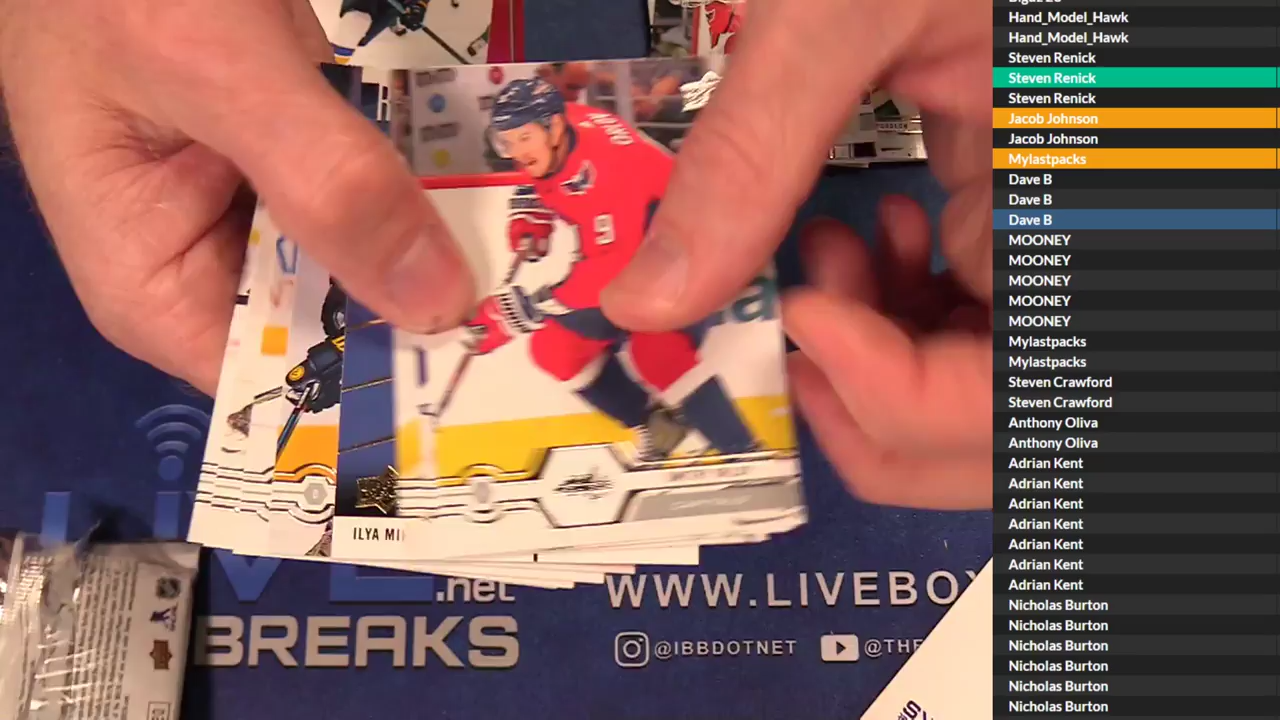 Hand_Model_Hawk
Hand_Model_Hawk
Steven Renick
Steven Renick
Steven Renick
Jacob Johnson
Jacob Johnson
Mylastpacks
Dave B
Dave B
Dave B
MOONEY
MOONEY
MOONEY
MOONEY
MOONEY
Mylastpacks
Mylastpacks
Steven Crawford
Steven Crawford
Anthony Oliva
Anthony Oliva
Adrian Kent
Adrian Kent
Adrian Kent
Adrian Kent
Adrian Kent
Adrian Kent
Adrian Kent
Nicholas Burton
Nicholas Burton
Nicholas Burton
Nicholas Burton
Nicholas Burton
Nicholas Burton
9
ILYA MI
.net
WWW.LIVEBOX
BREAKS
@IBBDOTNET
@THE